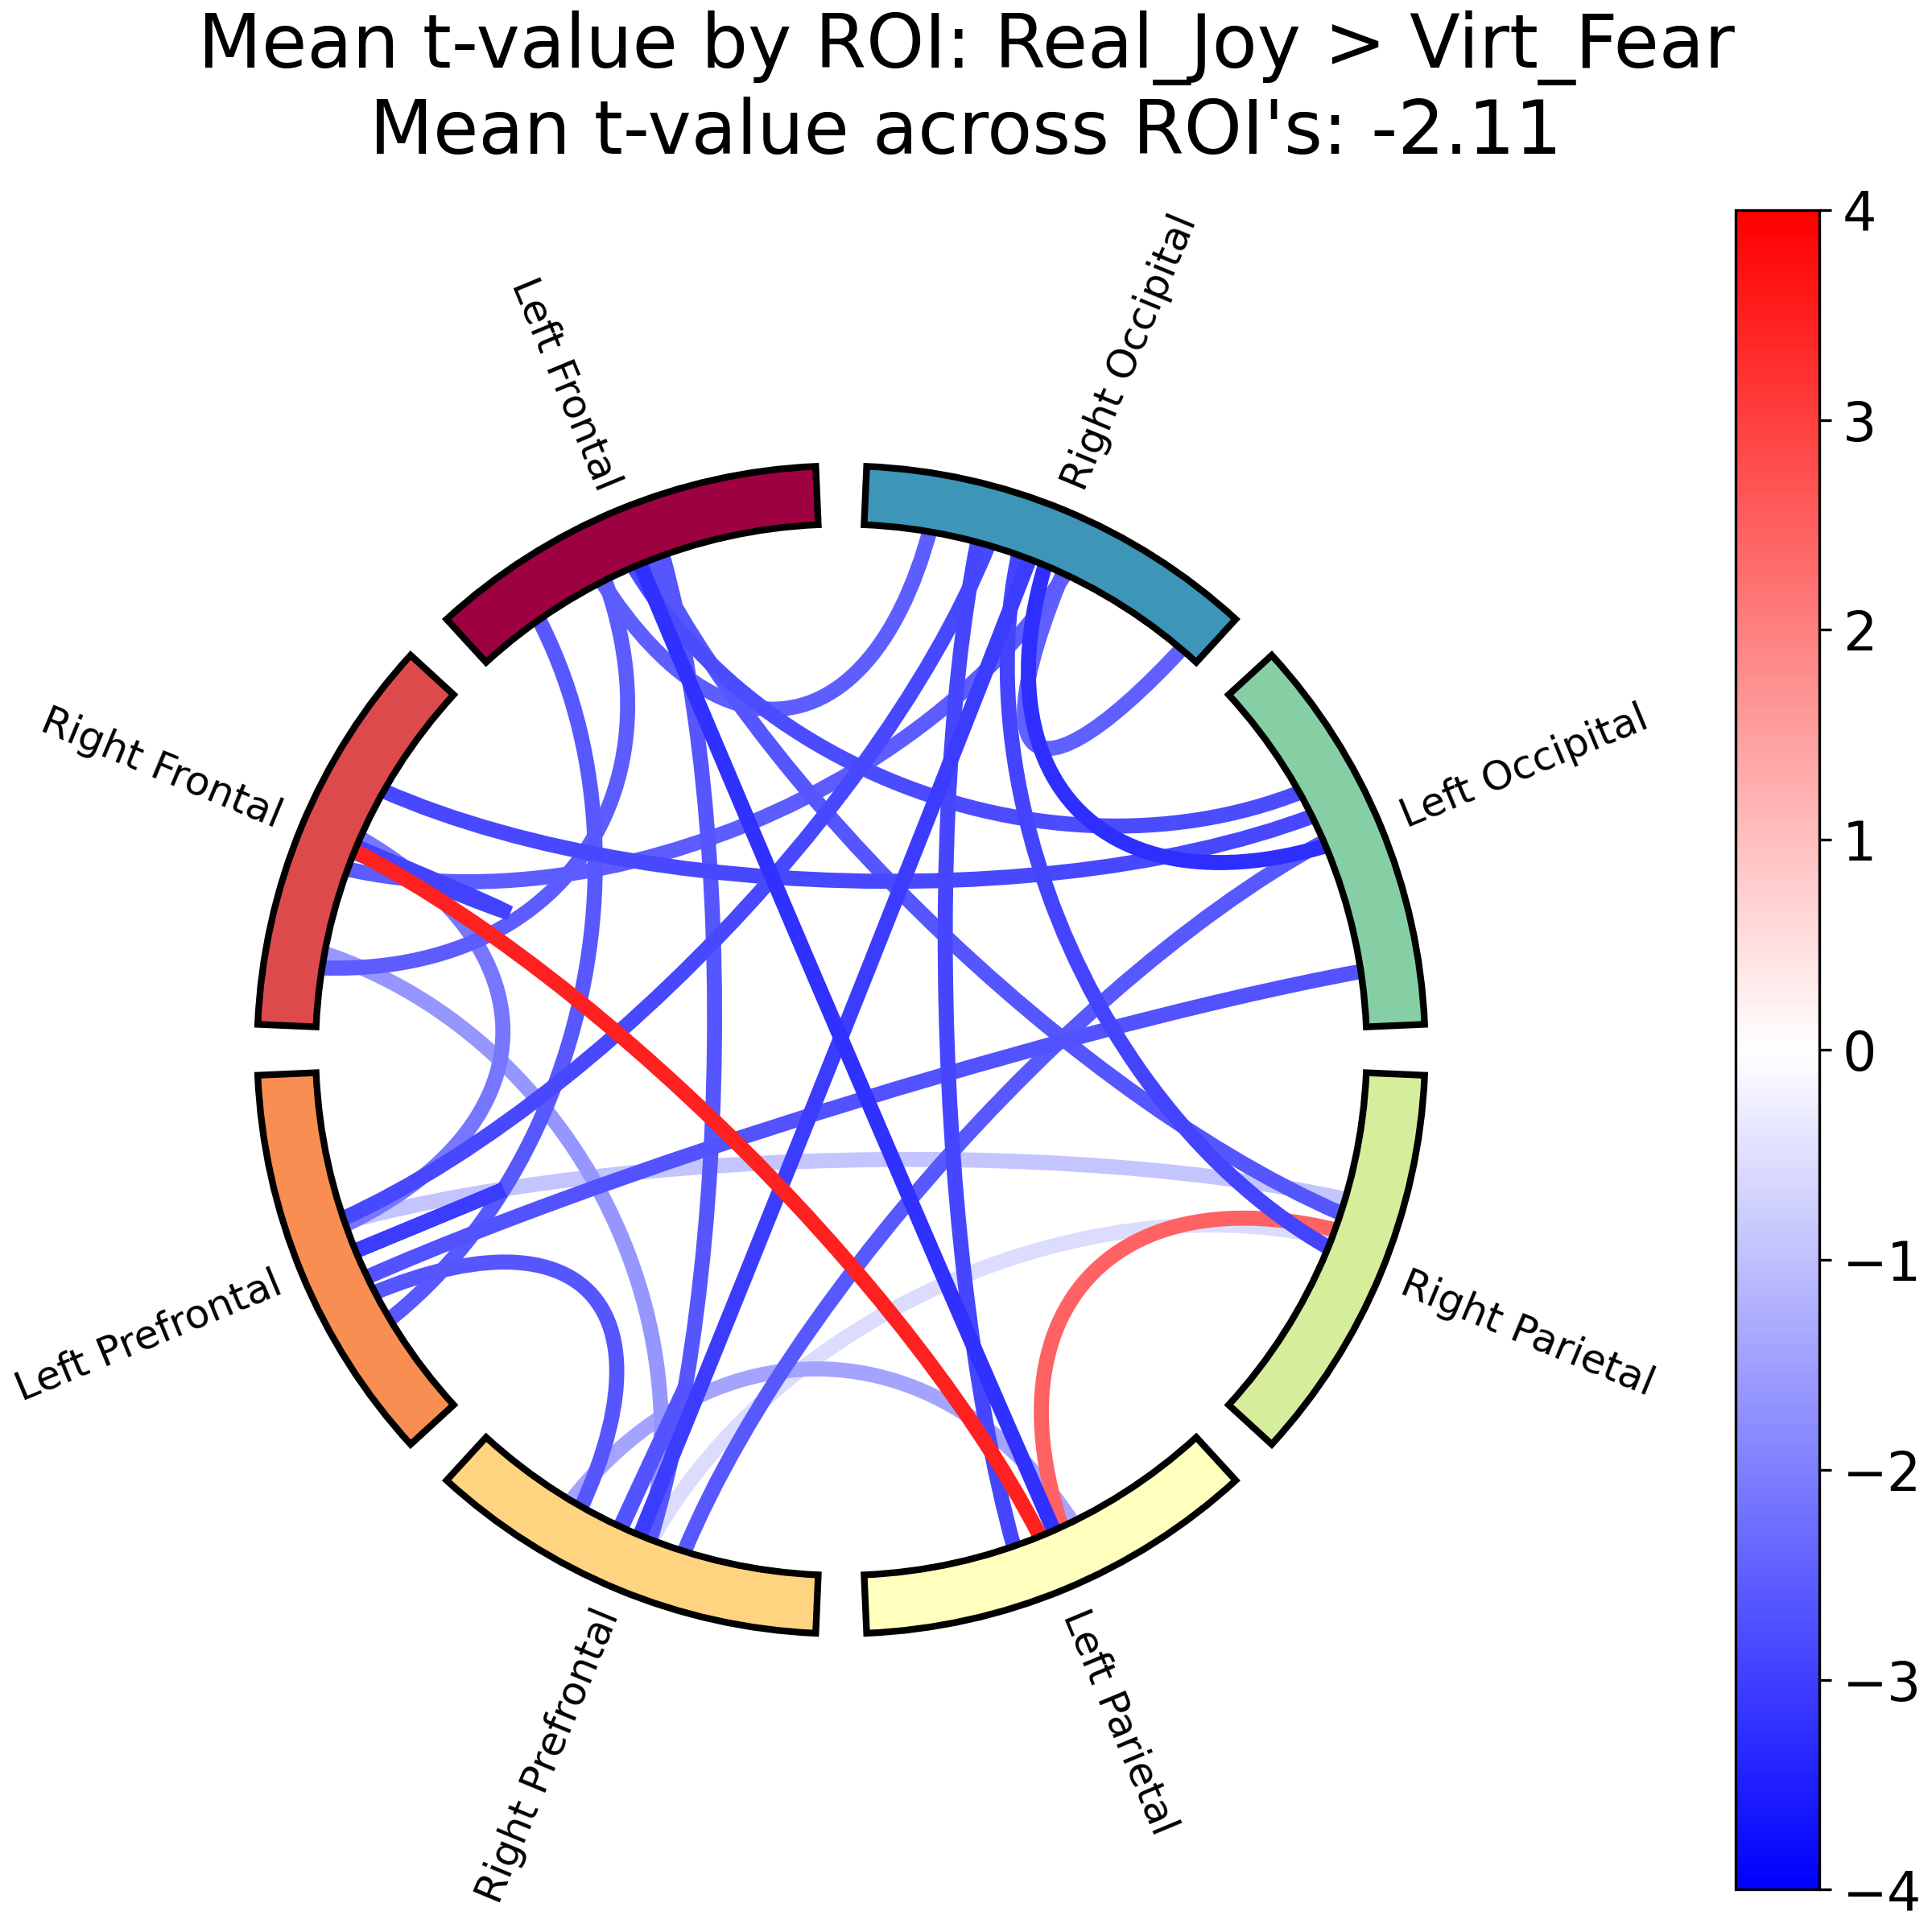 Mean t-value by ROI: Real_Joy > Virt_Fear
Mean t-value across ROI's: -2.11
Left Frontal
Right Occipital
Right Frontal
Left Occipital
Left Prefrontal
Right Parietal
Right Prefrontal
Left Parietal
4
3
2
1
0
−1
−2
−3
−4